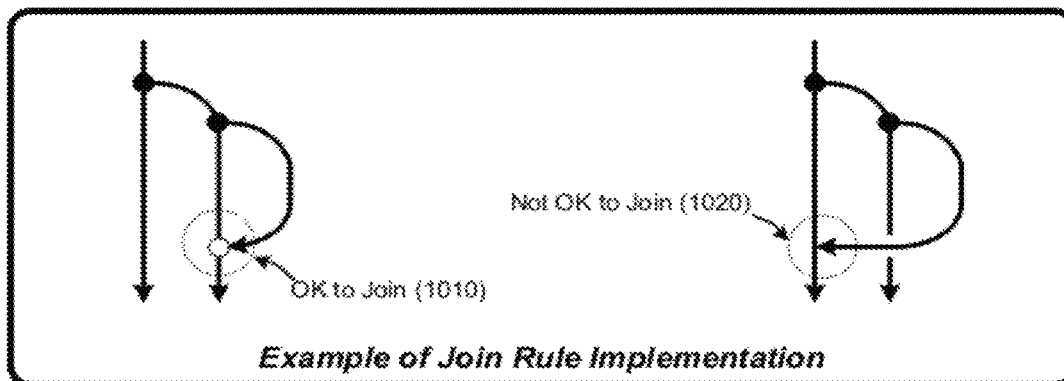 Not OK to Join (1020)
OK to Join (1010)
Example of Join Rule Implementation